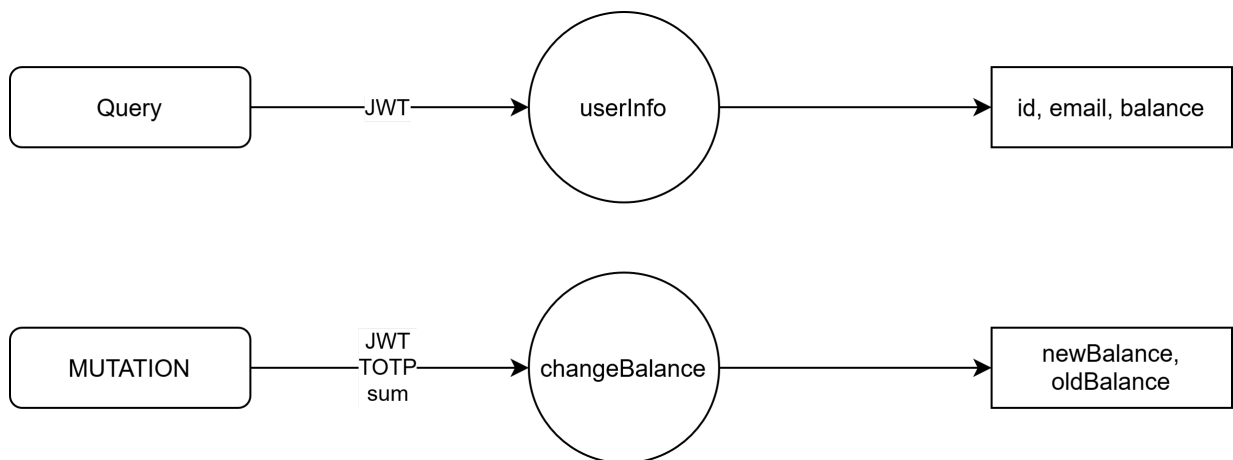 Query
JWT
userInfo
id, email, balance
MUTATION
JWT
TOTP
sum
changeBalance
newBalance,
oldBalance